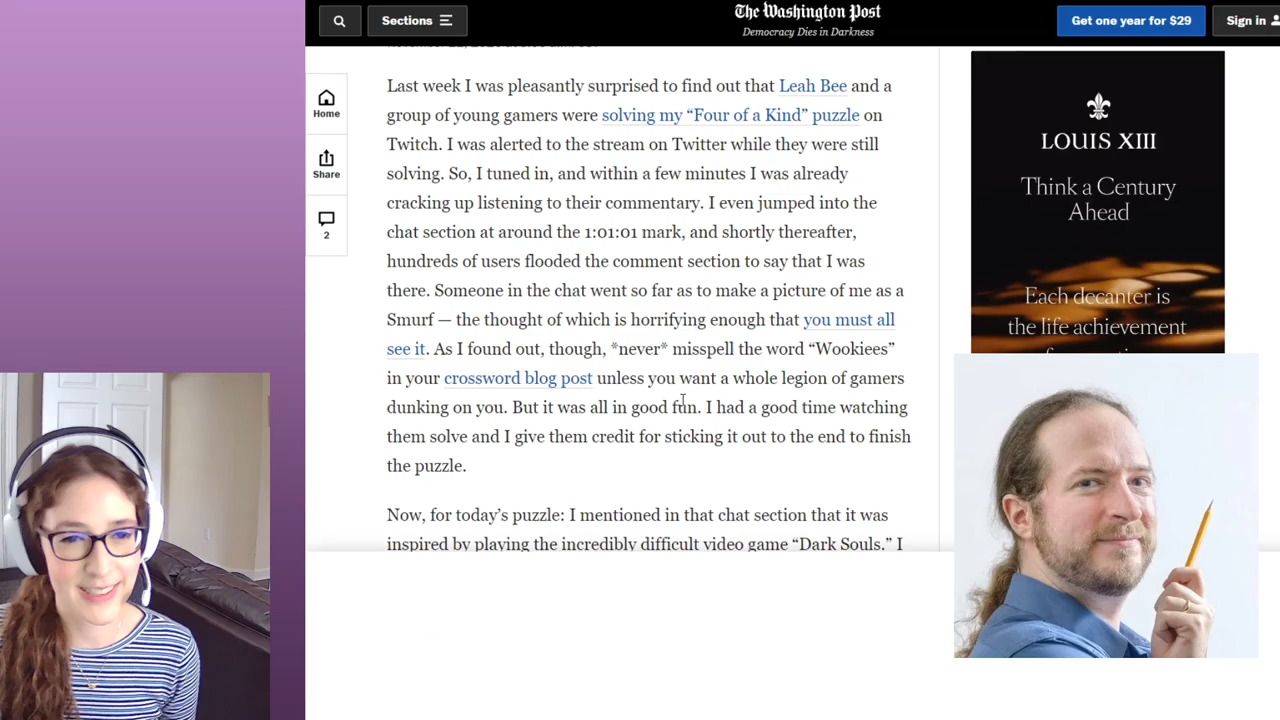 Sections
The Washington Post
Democracy Dies in Darkness
Get one year for $29
Sign in
Home
Share
2
Last week I was pleasantly surprised to find out that Leah Bee and a
group of young gamers were solving my “Four of a Kind” puzzle on
Twitch. I was alerted to the stream on Twitter while they were still
solving. So, I tuned in, and within a few minutes I was already
cracking up listening to their commentary. I even jumped into the
chat section at around the 1:01:01 mark, and shortly thereafter,
hundreds of users flooded the comment section to say that I was
there. Someone in the chat went so far as to make a picture of me as a
Smurf — the thought of which is horrifying enough that you must all
see it. As I found out, though, *never* misspell the word “Wookiees”
in your crossword blog post unless you want a whole legion of gamers
dunking on you. But it was all in good fun. I had a good time watching
them solve and I give them credit for sticking it out to the end to finish
the puzzle.
Now, for today’s puzzle: I mentioned in that chat section that it was
inspired by playing the incredibly difficult video game “Dark Souls.” I
LOUIS XIII
Think a Century
Ahead
Each decanter is
the life achievement